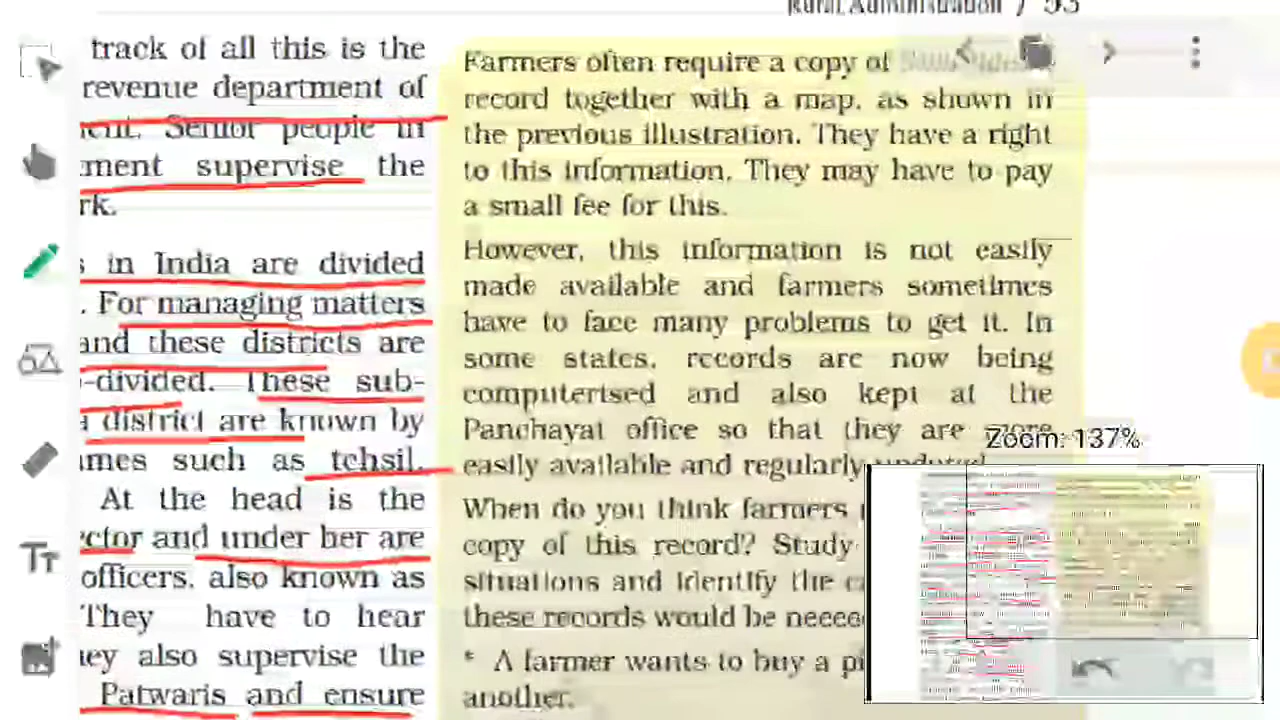 Rural Administration / 53
track of all this is the
revenue department of
Senior people in
supervise the
in India are divided
. For managing matters
and these districts are
-divided. These sub-
district are known by
such as tehsil,
At the head is the
and under her are
officers, also known as
They have to hear
also supervise the
Patwaris and ensure
Farmers often require a copy of
record together with a map, as shown in
the previous illustration. They have a right
to this information. They may have to pay
a small fee for this.
However, this information is not easily
made available and farmers sometimes
have to face many problems to get it. In
some states, records are now being
computerised and also kept at the
Panchayat office so that they are more
easily available and regularly updated.
When do you think farmers
copy of this record? Study
situations and identify the
these records would be
* A farmer wants to buy a
another.
Zoom: 137%
Tт